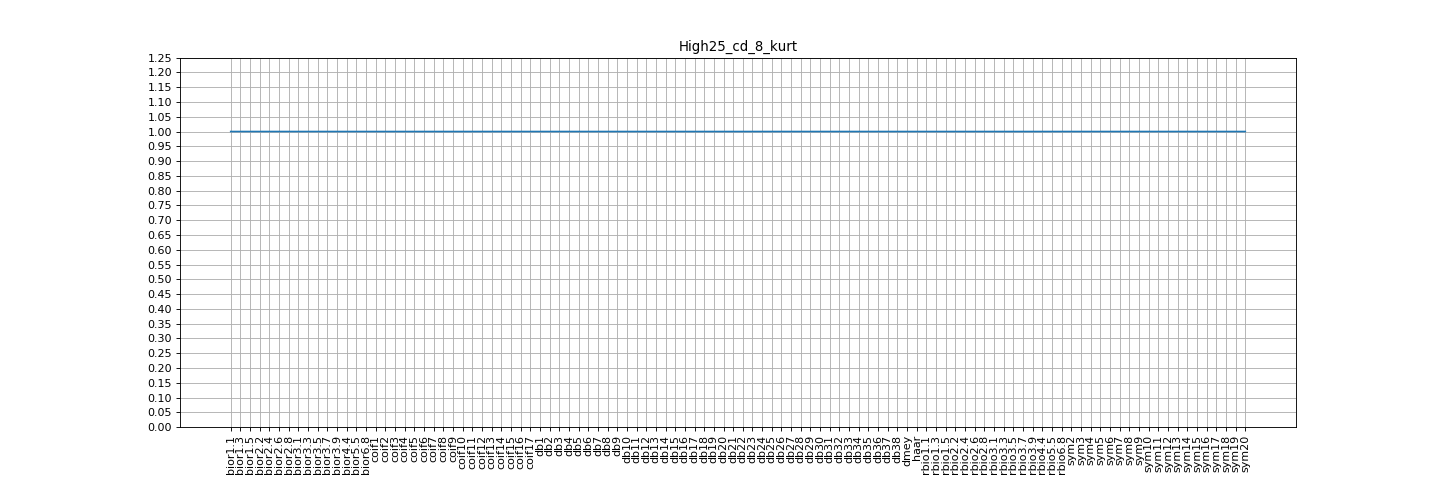 High25_cd_8_kurt
1.25
1.20
1.15
1.10
1.05
1.00
0.95
0.90
0.85
0.80
0.75
0.70
0.65
0.60
0.55
0.50
0.45
0.40
0.35
0.30
0.25
0.20
0.15
0.10
0.05
0.00
bior1.1
bior1.3
bior1.5
bior2.2
bior2.4
bior2.6
bior2.8
bior3.1
bior3.3
bior3.5
bior3.7
bior3.9
bior4.4
bior5.5
bior6.8
coif1
coif2
coif3
coif4
coif5
coif6
coif7
coif8
coif9
coif10
coif11
coif12
coif13
coif14
coif15
coif16
coif17
db1
db2
db3
db4
db5
db6
db7
db8
db9
db10
db11
db12
db13
db14
db15
db16
db17
db18
db19
db20
db21
db22
db23
db24
db25
db26
db27
db28
db29
db30
db31
db32
db33
db34
db35
db36
db37
db38
dmey
haar
rbio1.1
rbio1.3
rbio1.5
rbio2.2
rbio2.4
rbio2.6
rbio2.8
rbio3.1
rbio3.3
rbio3.5
rbio3.7
rbio3.9
rbio4.4
rbio5.5
rbio6.8
sym2
sym3
sym4
sym5
sym6
sym7
sym8
sym9
sym10
sym11
sym12
sym13
sym14
sym15
sym16
sym17
sym18
sym19
sym20